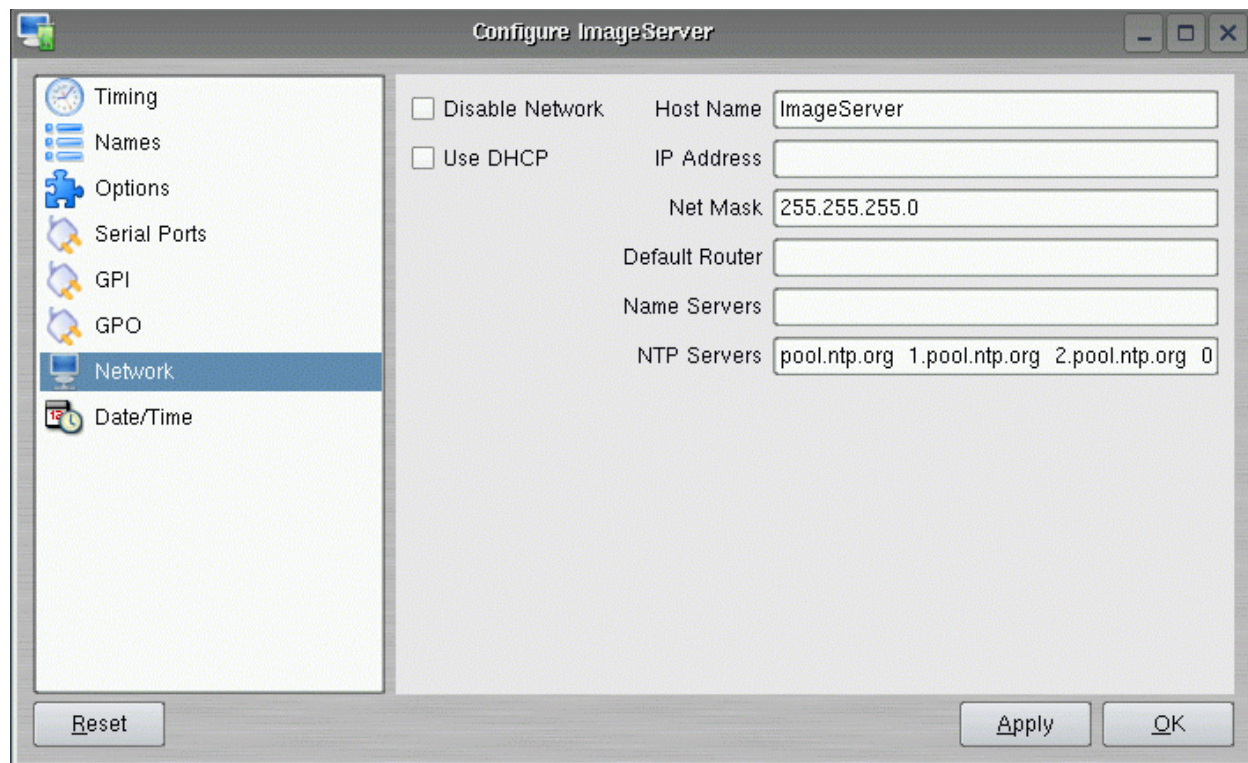 Configure ImageServer
Timing
Names
Options
Serial Ports
GPI
GPO
Network
Date/Time
Disable Network
Use DHCP
Host Name ImageServer
IP Address
Net Mask 255.255.255.0
Default Router
Name Servers
NTP Servers pool.ntp.org 1.pool.ntp.org 2.pool.ntp.org 0
Reset
Apply
OK